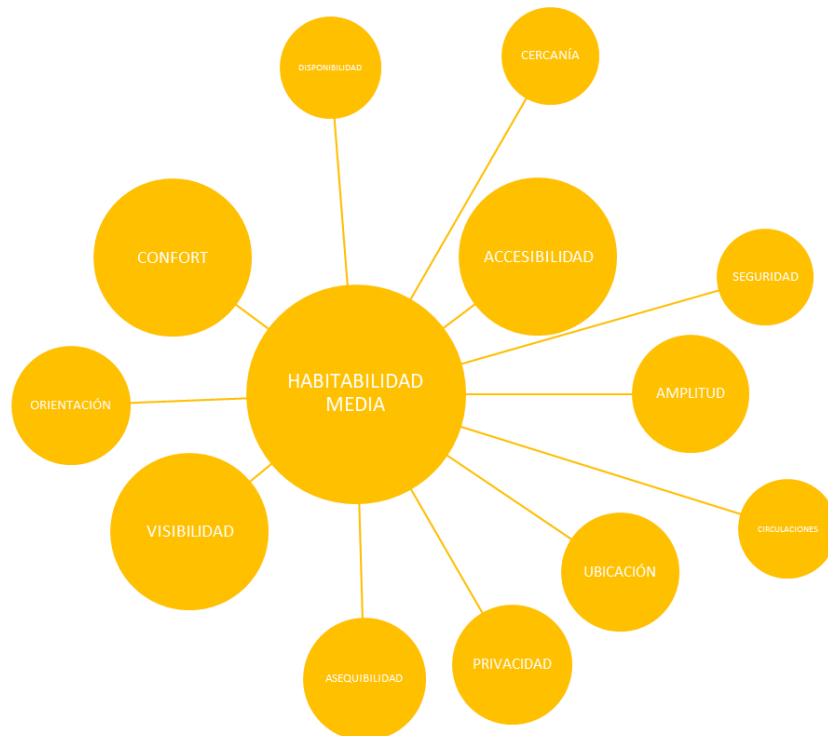 CERCANÍA
DISPONIBILIDAD
CONFORT
ACCESIBILIDAD
SEGURIDAD
HABITABILIDAD
MEDIA
AMPLITUD
ORIENTACIÓN
VISIBILIDAD
CIRCULACIONES
UBICACIÓN
PRIVACIDAD
ASEQUIBILIDAD